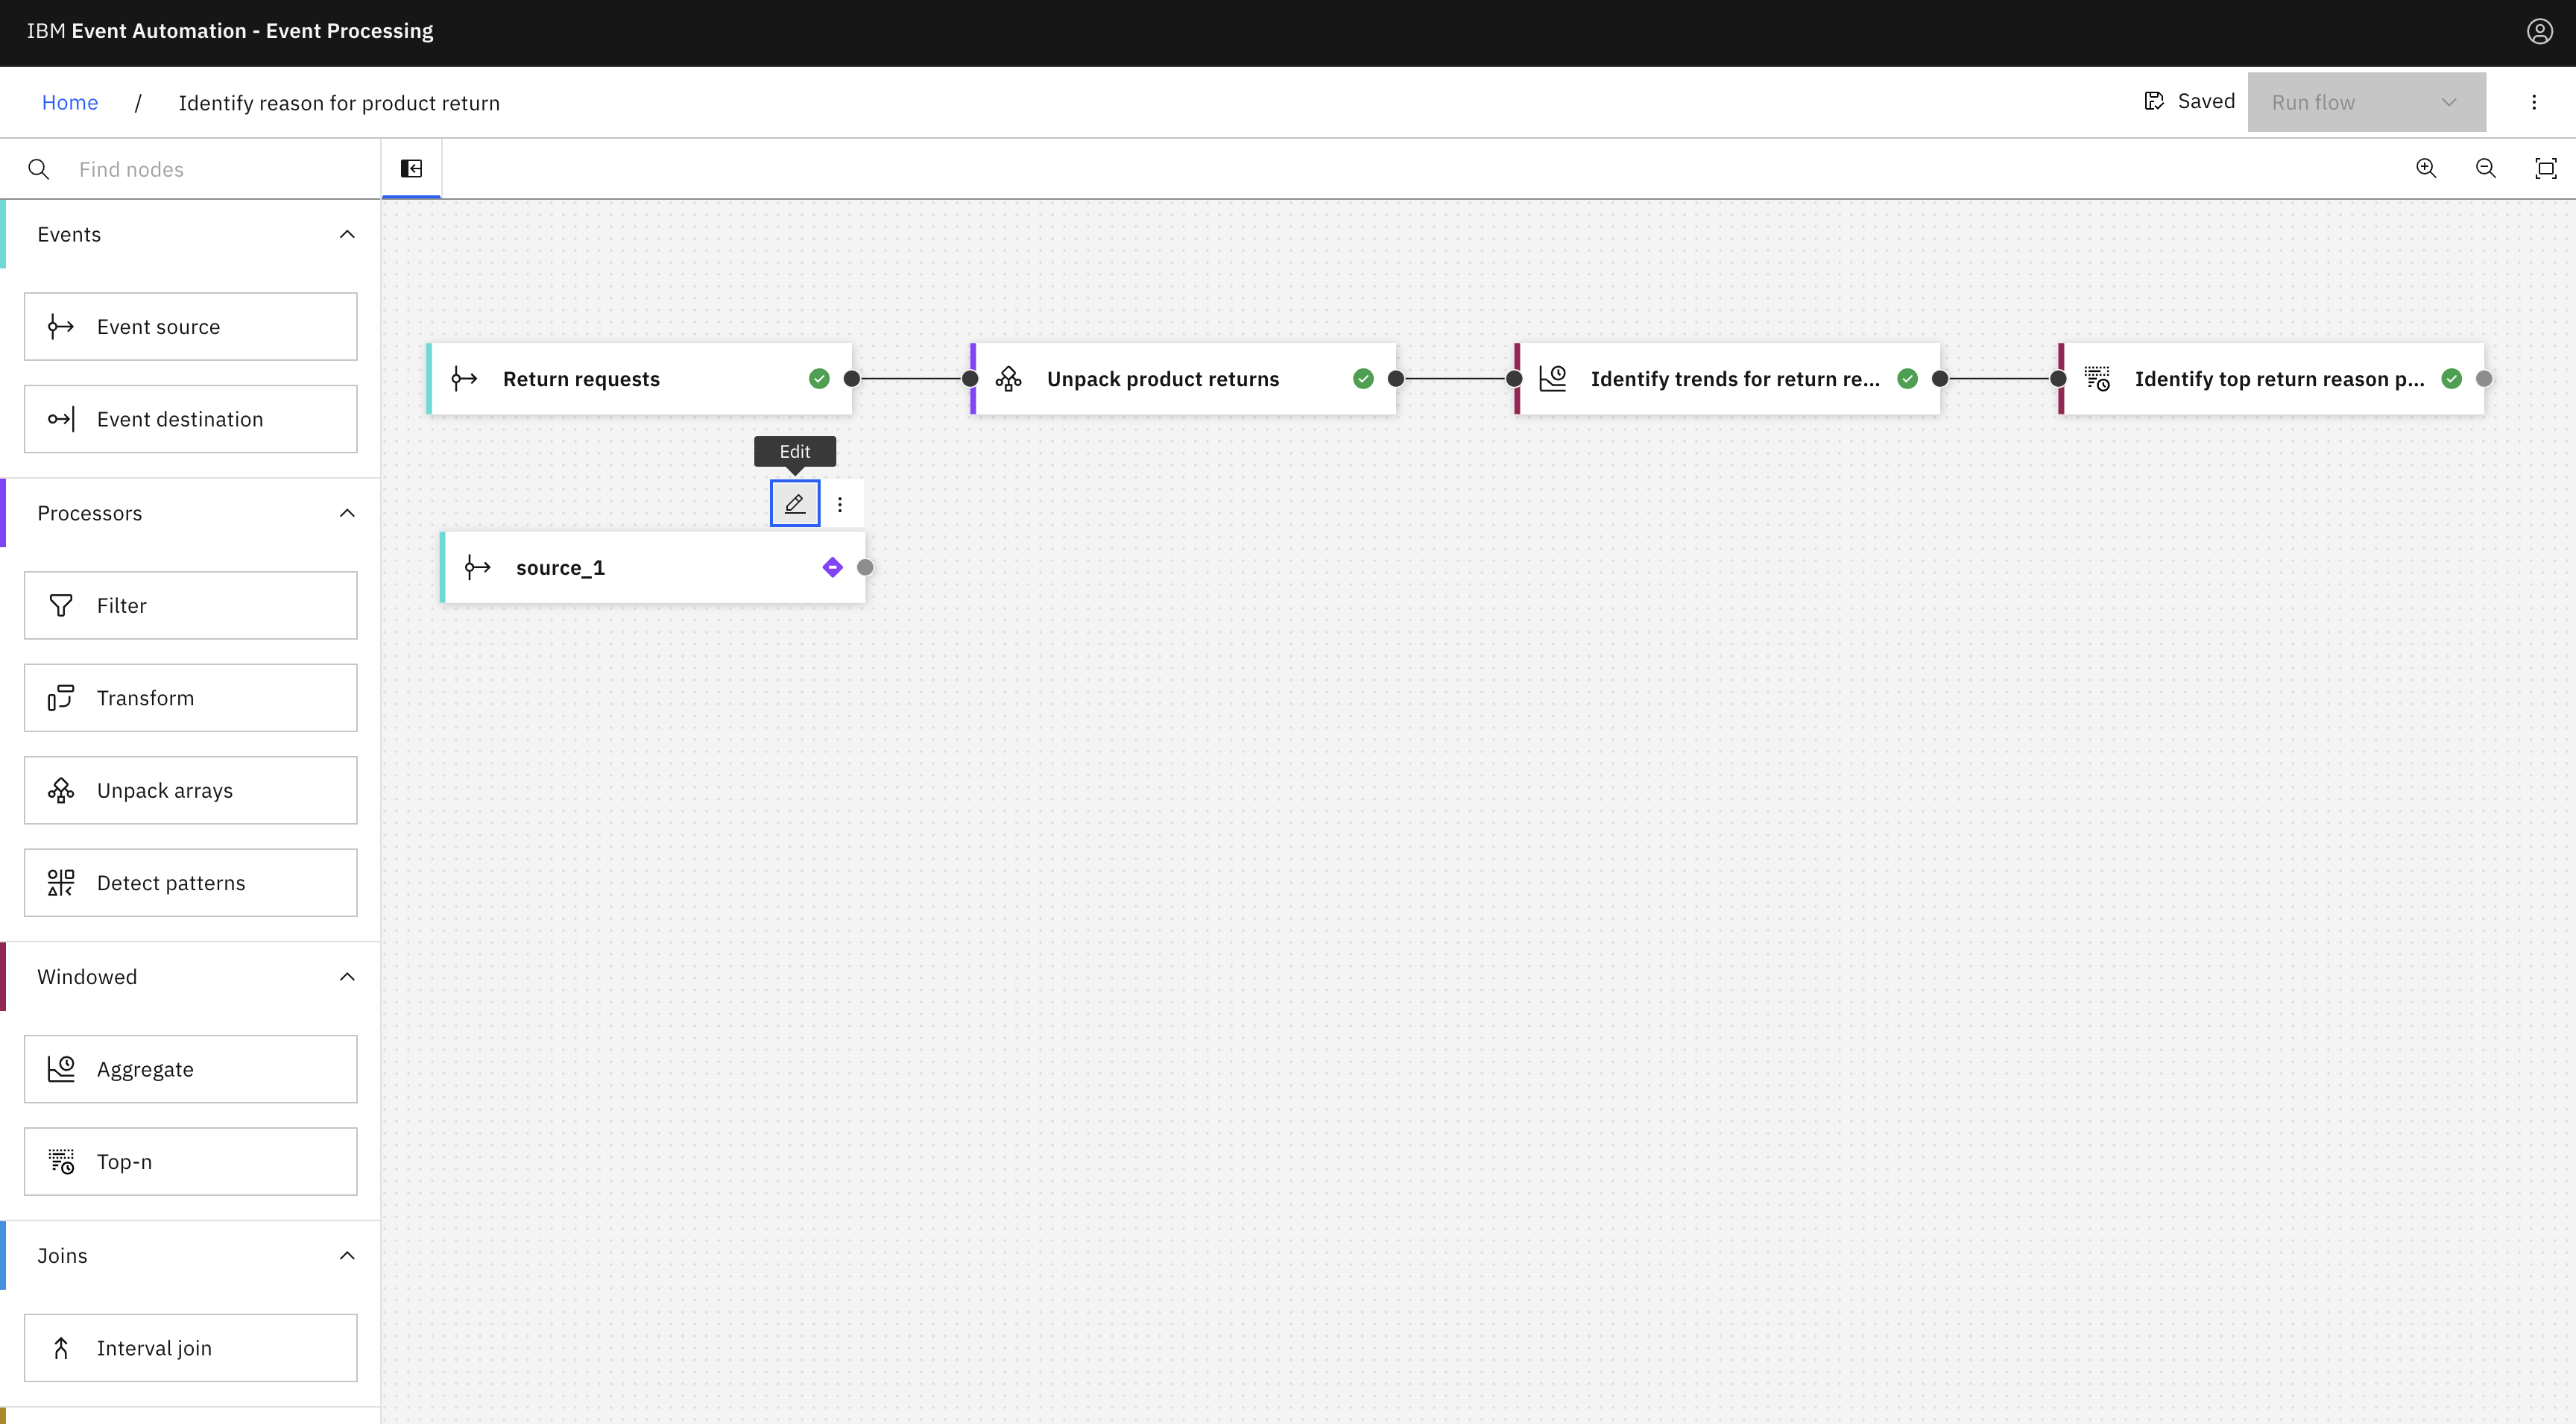 IBM Event Automation - Event Processing
Home / Identify reason for product return
Saved
Run flow
Find nodes
Events
Event source
Event destination
Processors
Filter
Transform
Unpack arrays
Detect patterns
Windowed
Aggregate
Top-n
Joins
Interval join
Return requests
Unpack product returns
Identify trends for return re...
Identify top return reason p...
Edit
source_1